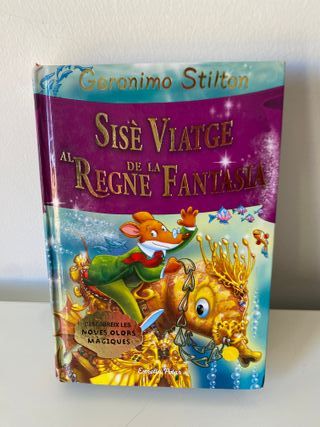 Geronimo Stilton
SISÈ VIATGE
AL REGNE DE LA FANTASIA
DESCOBREIX LES
NOVES OLORS
MÀGIQUES
Estrella Polar